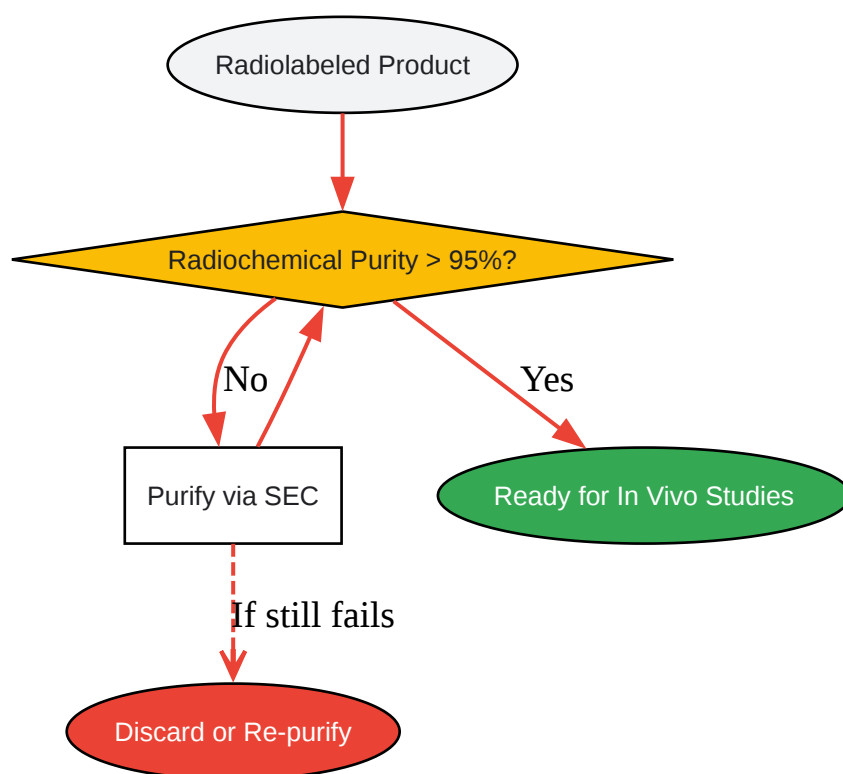 Radiolabeled Product
Radiochemical Purity > 95%?
No
Yes
Purify via SEC
Ready for In Vivo Studies
If still fails
Discard or Re-purify